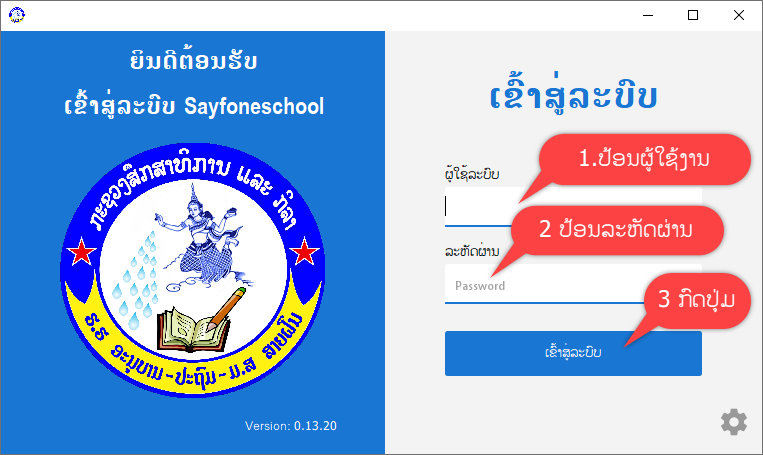 ຍິນດີຕ້ອນຮັບ
ເຂົ້າສູ່ລະບົບ Sayfoneschool
ກະຊວງສຶກສາທິການ ແລະ ກິລາ
ຮ.ຮ ອະນຸບານ-ປະຖົມ-ມ.ສ ສາຍຝົນ
Version: 0.13.20
ເຂົ້າສູ່ລະບົບ
1.ປ້ອນຜູ້ໃຊ້ງານ
ຜູ້ໃຊ້ລະບົບ
2 ປ້ອນລະຫັດຜ່ານ
ລະຫັດຜ່ານ
Password
3 ກົດປຸ່ມ
ເຂົ້າສູ່ລະບົບ